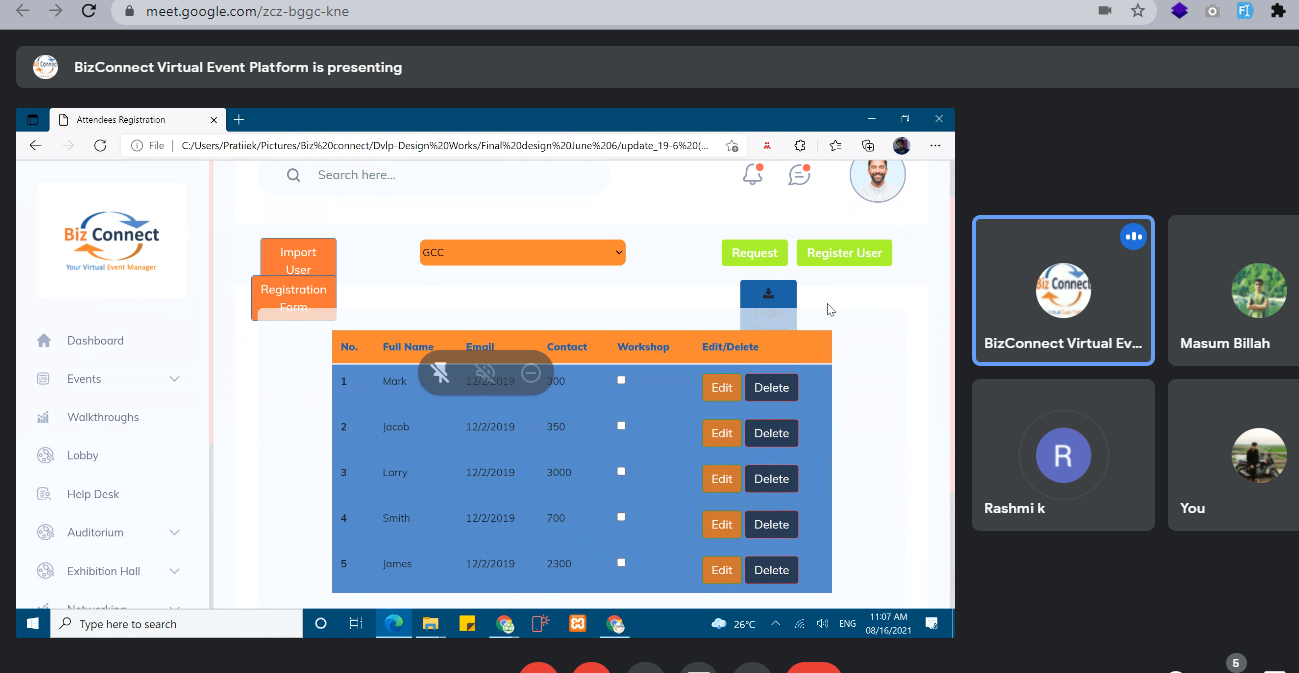 meet.google.com/zcz-bggc-kne
BizConnect Virtual Event Platform is presenting
Attendees Registration
File
C:/Users/Pratiiek/Pictures/Biz%20connect/Dvlp-Design%20Works/Final%20design%20June%206/update_19-6%20(...
Search here...
Biz Connect
Your Virtual Event Manager
Import
User
Registration
Form
GCC
Request
Register User
Login
No. Full Name Email Contact Workshop Edit/Delete
1 Mark 12/2/2019 300 Edit Delete
2 Jacob 12/2/2019 350 Edit Delete
3 Larry 12/2/2019 3000 Edit Delete
4 Smith 12/2/2019 700 Edit Delete
5 James 12/2/2019 2300 Edit Delete
Dashboard
Events
Walkthroughs
Lobby
Help Desk
Auditorium
Exhibition Hall
Networking
Type here to search
26°C
ENG
11:07 AM
08/16/2021
BizConnect Virtual Ev...
Masum Billah
R
Rashmi k
You
5